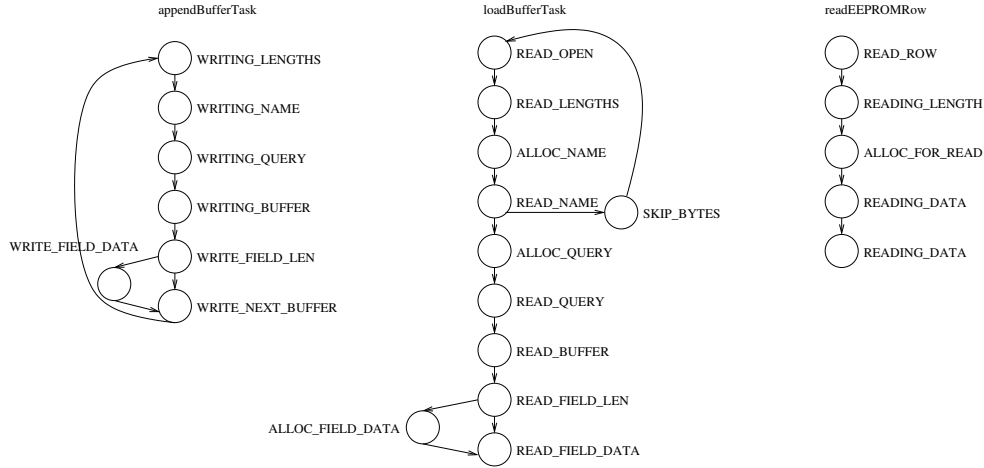 appendBufferTask
WRITING_LENGTHS
WRITING_NAME
WRITING_QUERY
WRITING_BUFFER
WRITE_FIELD_DATA
WRITE_FIELD_LEN
WRITE_NEXT_BUFFER
loadBufferTask
READ_OPEN
READ_LENGTHS
ALLOC_NAME
READ_NAME
SKIP_BYTES
ALLOC_QUERY
READ_QUERY
READ_BUFFER
READ_FIELD_LEN
ALLOC_FIELD_DATA
READ_FIELD_DATA
readEEPROMRow
READ_ROW
READING_LENGTH
ALLOC_FOR_READ
READING_DATA
READING_DATA